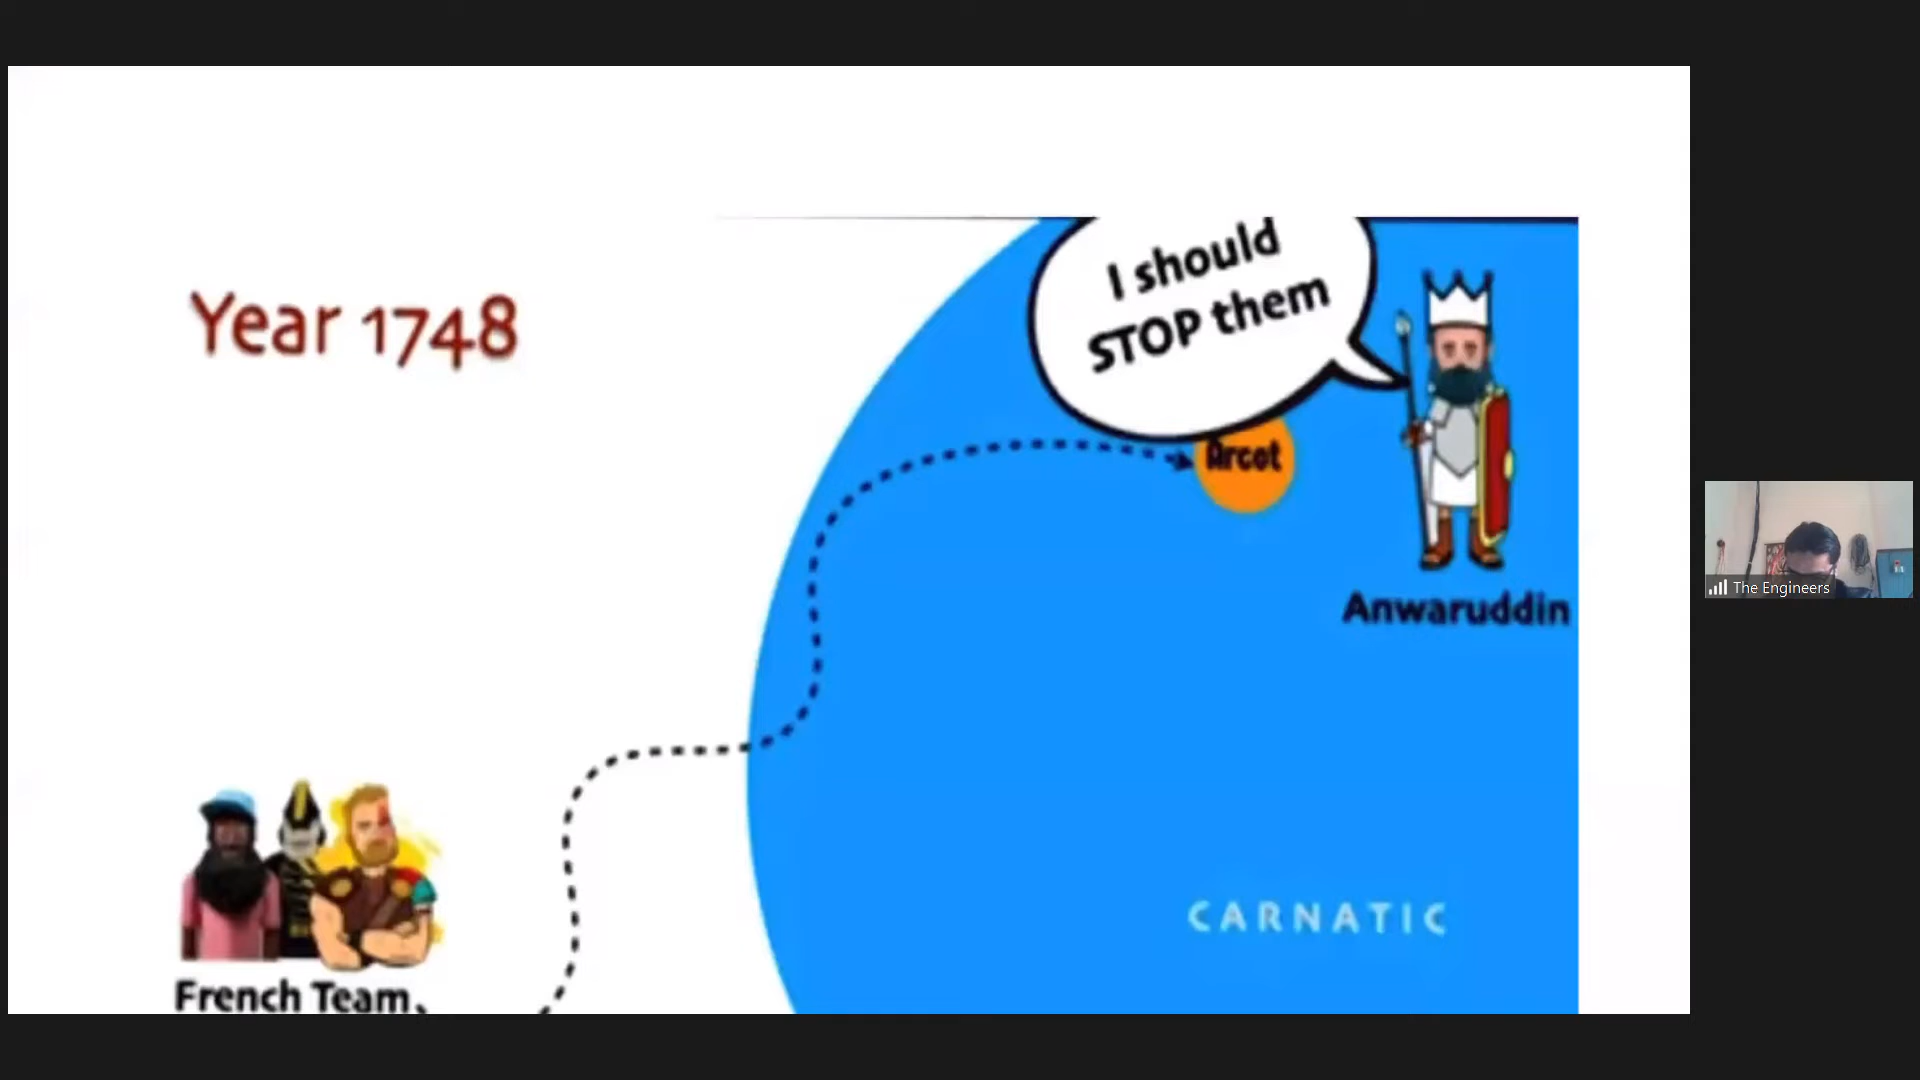 I should
STOP them
Year 1748
Arcot
Anwaruddin
The Engineers
CARNATIC
French Team